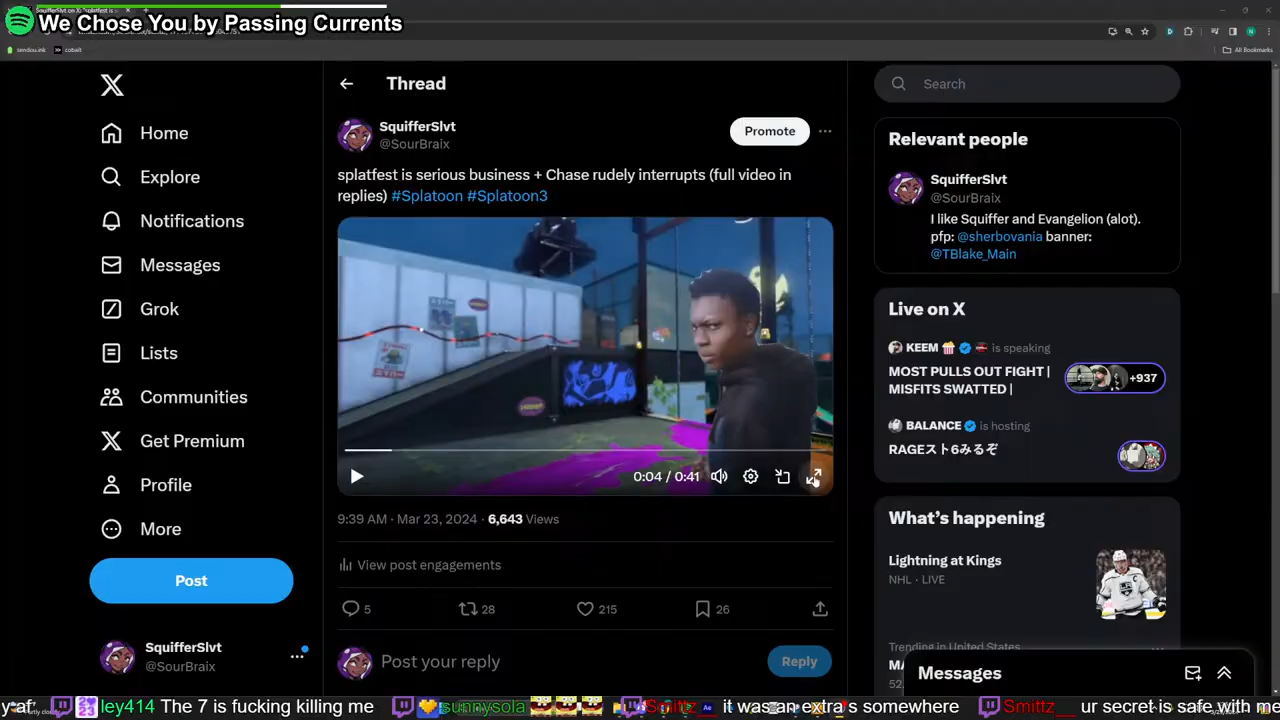 We Chose You by Passing Currents
sendou.ink
cobalt
All Bookmarks
Home
Explore
Notifications
Messages
Grok
Lists
Communities
Get Premium
Profile
More
Post
SquifferSlvt
@SourBraix
Thread
SquifferSlvt
@SourBraix
Promote
splatfest is serious business + Chase rudely interrupts (full video in
replies) #Splatoon #Splatoon3
0:04 / 0:41
9:39 AM · Mar 23, 2024 · 6,643 Views
View post engagements
5 28 215 26
Post your reply
Reply
Search
Relevant people
SquifferSlvt
@SourBraix
I like Squiffer and Evangelion (alot).
pfp: @sherbovania banner:
@TBlake_Main
Live on X
KEEM is speaking
MOST PULLS OUT FIGHT |
MISFITS SWATTED |
+937
BALANCE is hosting
RAGEスト6みるぞ
What's happening
Lightning at Kings
NHL · LIVE
Trending in United States
Messages
ley414 The 7 is fucking killing me sunnysola Smittz__ it was an extra's somewhere Smittz__ ur secret is safe with me